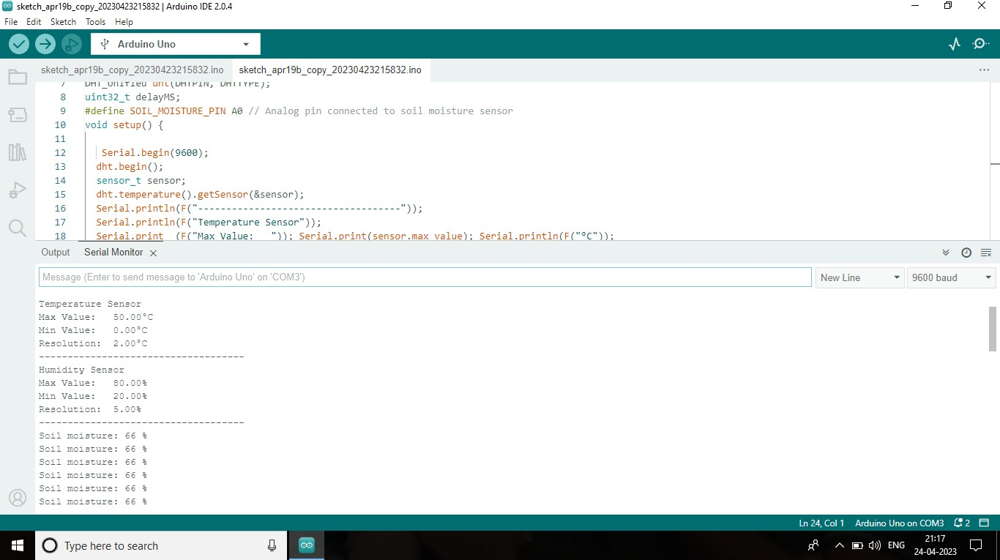 sketch_apr19b_copy_20230423215832 | Arduino IDE 2.0.4
File Edit Sketch Tools Help
Arduino Uno
sketch_apr19b_copy_20230423215832.ino sketch_apr19b_copy_20230423215832.ino ...
7 DHT_Unified dht(DHTPIN, DHTTYPE);
8 uint32_t delayMS;
9 #define SOIL_MOISTURE_PIN A0 // Analog pin connected to soil moisture sensor
10 void setup() {
11
12 Serial.begin(9600);
13 dht.begin();
14 sensor_t sensor;
15 dht.temperature().getSensor(&sensor);
16 Serial.println(F("------------------------------------"));
17 Serial.println(F("Temperature Sensor"));
18 Serial.print  (F("Max Value:   ")); Serial.print(sensor.max_value); Serial.println(F("°C"));
Output Serial Monitor
Message (Enter to send message to 'Arduino Uno' on 'COM3')
New Line
9600 baud
Temperature Sensor
Max Value:   50.00°C
Min Value:   0.00°C
Resolution:  2.00°C
------------------------------------
Humidity Sensor
Max Value:   80.00%
Min Value:   20.00%
Resolution:  5.00%
------------------------------------
Soil moisture: 66 %
Soil moisture: 66 %
Soil moisture: 66 %
Soil moisture: 66 %
Soil moisture: 66 %
Soil moisture: 66 %
Ln 24, Col 1 Arduino Uno on COM3 2
Type here to search
ENG
21:17
24-04-2023